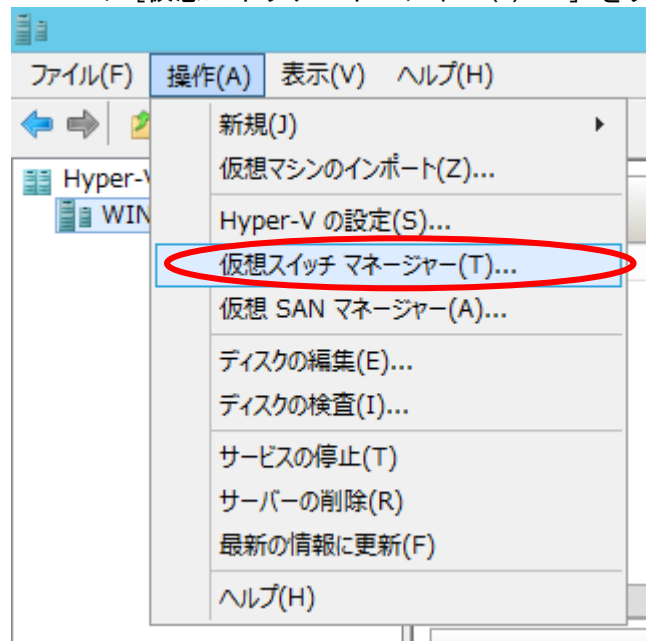 ファイル(F) 操作(A) 表示(V) ヘルプ(H)
新規(J)
仮想マシンのインポート(Z)...
Hyper-V
WIN
Hyper-V の設定(S)...
仮想スイッチ マネージャー(T)...
仮想 SAN マネージャー(A)...
ディスクの編集(E)...
ディスクの検査(I)...
サービスの停止(T)
サーバーの削除(R)
最新の情報に更新(F)
ヘルプ(H)